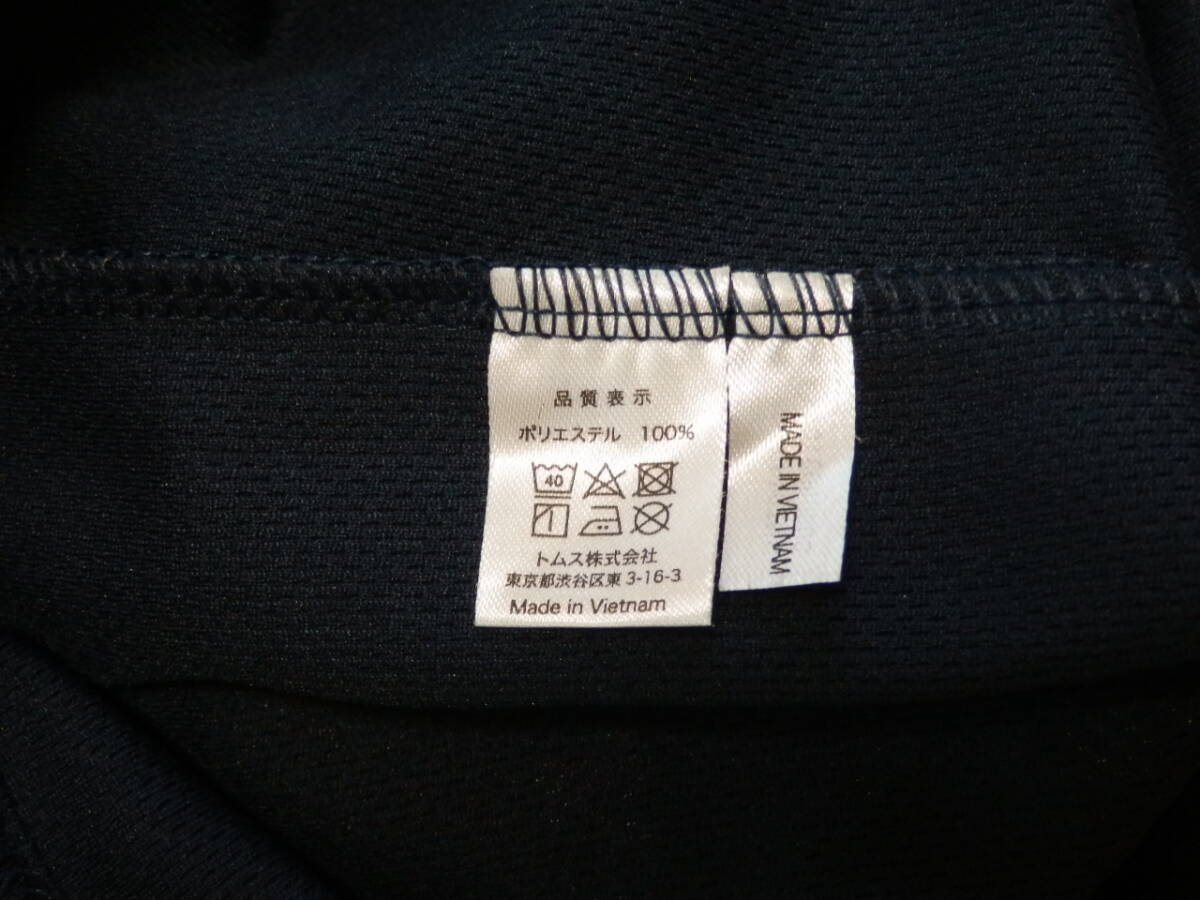 品質表示
ポリエステル 100%
40
トムス株式会社
東京都渋谷区東 3-16-3
Made in Vietnam
MADE IN VIETNAM